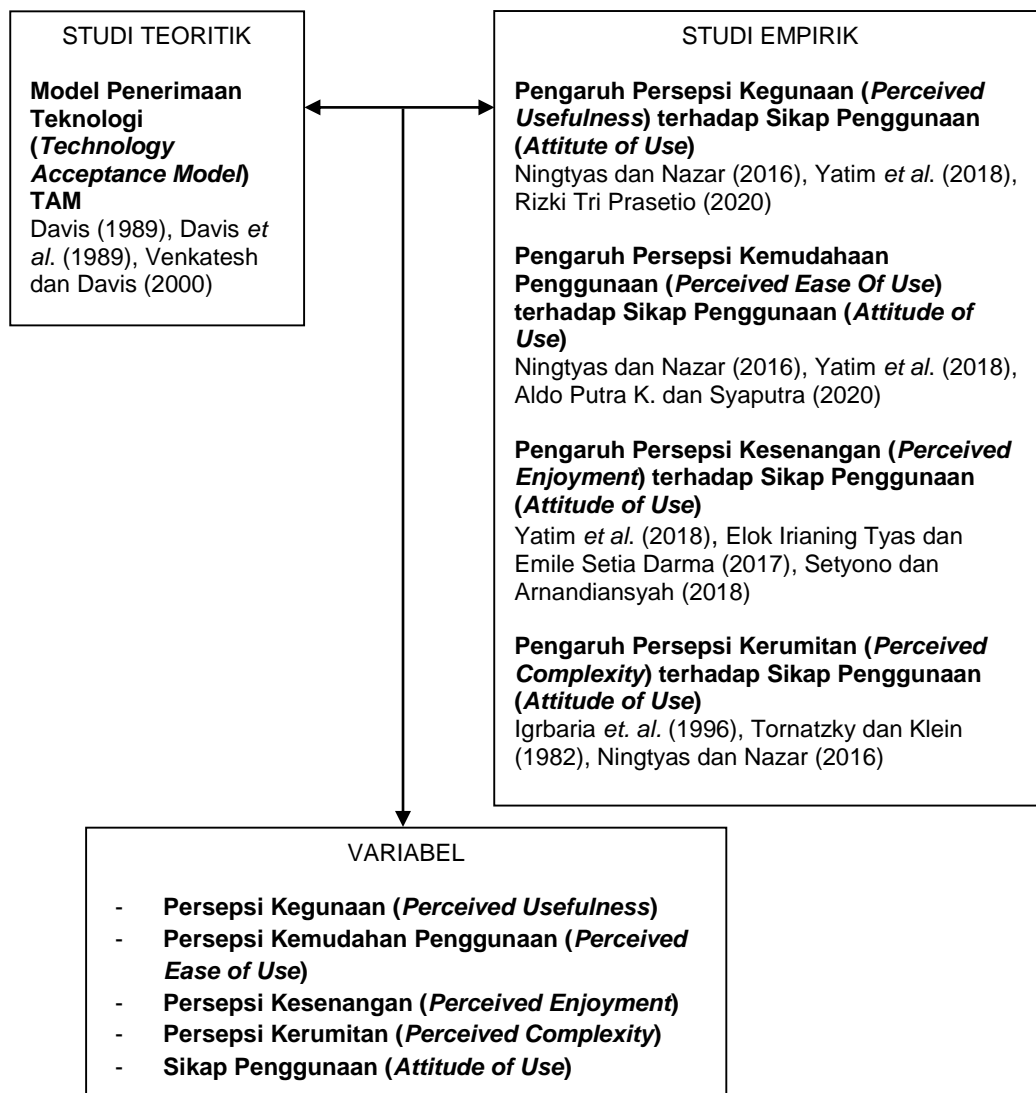 STUDI TEORITIK
Model Penerimaan
Teknologi
(Technology
Acceptance Model)
TAM
Davis (1989), Davis et
al. (1989), Venkatesh
dan Davis (2000)
STUDI EMPIRIK
Pengaruh Persepsi Kegunaan (Perceived
Usefulness) terhadap Sikap Penggunaan
(Attitute of Use)
Ningtyas dan Nazar (2016), Yatim et al. (2018),
Rizki Tri Prasetio (2020)
Pengaruh Persepsi Kemudahaan
Penggunaan (Perceived Ease Of Use)
terhadap Sikap Penggunaan (Attitude of
Use)
Ningtyas dan Nazar (2016), Yatim et al. (2018),
Aldo Putra K. dan Syaputra (2020)
Pengaruh Persepsi Kesenangan (Perceived
Enjoyment) terhadap Sikap Penggunaan
(Attitude of Use)
Yatim et al. (2018), Elok Irianing Tyas dan
Emile Setia Darma (2017), Setyono dan
Arnandiansyah (2018)
Pengaruh Persepsi Kerumitan (Perceived
Complexity) terhadap Sikap Penggunaan
(Attitude of Use)
Igrbaria et. al. (1996), Tornatzky dan Klein
(1982), Ningtyas dan Nazar (2016)
VARIABEL
- Persepsi Kegunaan (Perceived Usefulness)
- Persepsi Kemudahan Penggunaan (Perceived
Ease of Use)
- Persepsi Kesenangan (Perceived Enjoyment)
- Persepsi Kerumitan (Perceived Complexity)
- Sikap Penggunaan (Attitude of Use)